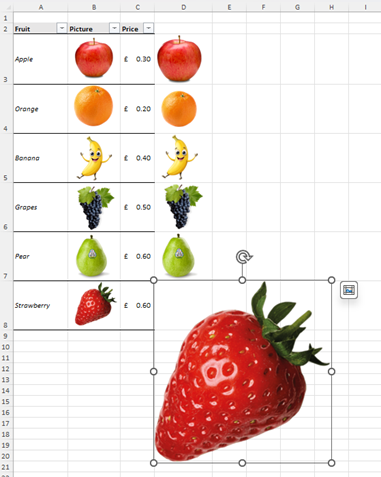 A B C D E F G H I
1
2 Fruit Picture Price
3 Apple £ 0.30
4 Orange £ 0.20
5 Banana £ 0.40
6 Grapes £ 0.50
7 Pear £ 0.60
8 Strawberry £ 0.60
9
10
11
12
13
14
15
16
17
18
19
20
21